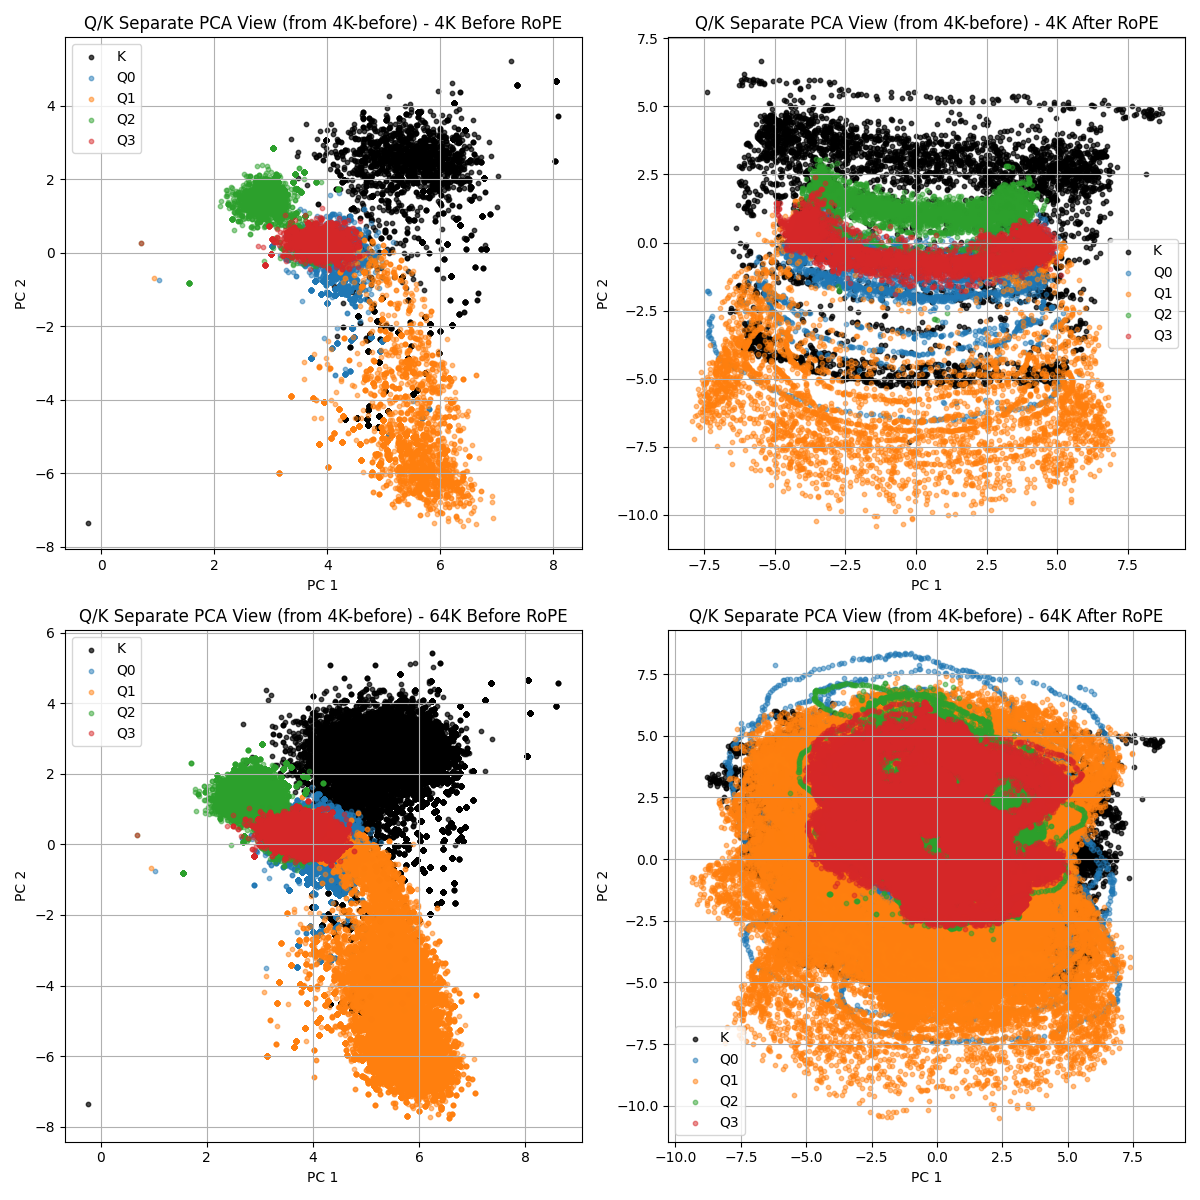 Q/K Separate PCA View (from 4K-before) - 4K Before RoPE
K
Q0
Q1
Q2
Q3
4
2
0
−2
−4
−6
−8
PC 2
0
2
4
6
8
PC 1
Q/K Separate PCA View (from 4K-before) - 4K After RoPE
7.5
5.0
2.5
0.0
−2.5
−5.0
−7.5
−10.0
PC 2
K
Q0
Q1
Q2
Q3
−7.5
−5.0
−2.5
0.0
2.5
5.0
7.5
PC 1
Q/K Separate PCA View (from 4K-before) - 64K Before RoPE
K
Q0
Q1
Q2
Q3
6
4
2
0
−2
−4
−6
−8
PC 2
0
2
4
6
8
PC 1
Q/K Separate PCA View (from 4K-before) - 64K After RoPE
7.5
5.0
2.5
0.0
−2.5
−5.0
−7.5
−10.0
PC 2
K
Q0
Q1
Q2
Q3
−10.0
−7.5
−5.0
−2.5
0.0
2.5
5.0
7.5
PC 1